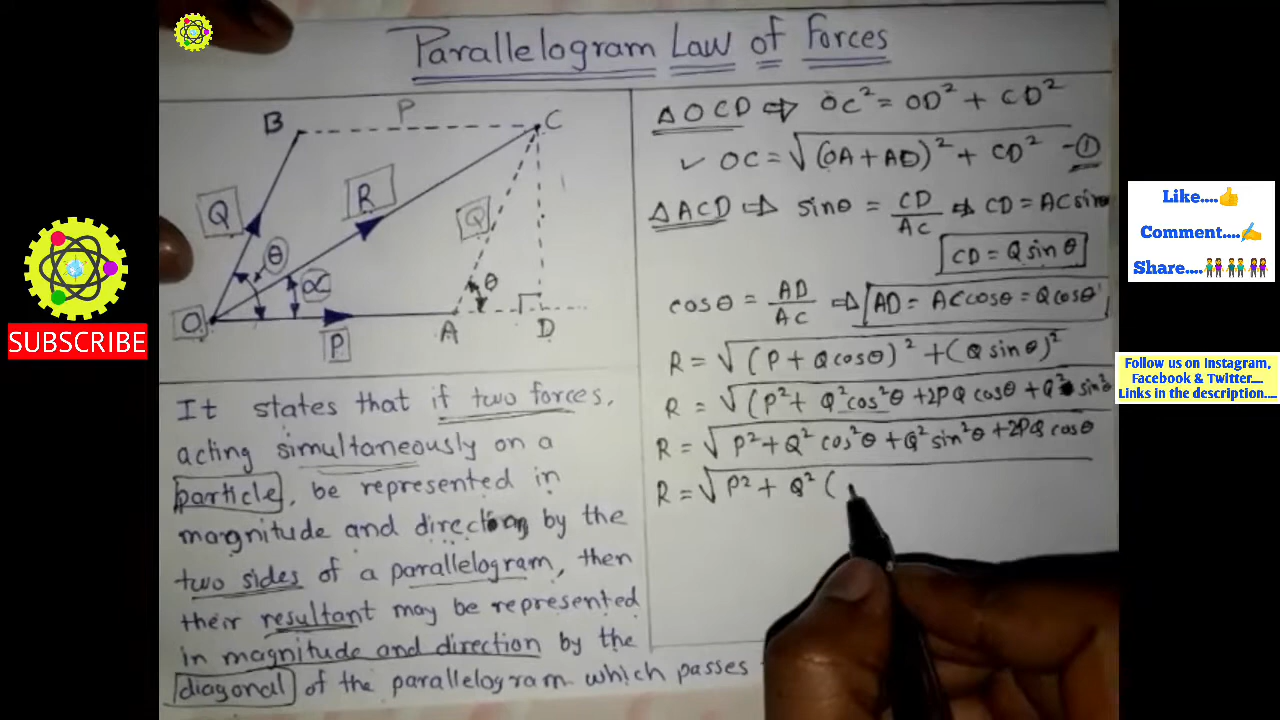 Parallelogram Law of Forces
B
P
C
Q
R
Q
θ
α
θ
O
P
A
D
It states that if two forces,
acting simultaneously on a
particle, be represented in
magnitude and direction by the
two sides of a parallelogram, then
their resultant may be represented
in magnitude and direction by the
diagonal of the parallelogram which passes
△OCD ⇨ OC² = OD² + CD²
✓ OC = √(OA + AD)² + CD² -①
△ACD ⇨ sinθ = CD/AC ⇨ CD = AC sinθ
CD = Q sin θ
cosθ = AD/AC ⇨ AD = AC cosθ = Q cosθ
R = √(P + Q cosθ)² + (Q sinθ)²
R = √(P² + Q² cos²θ + 2PQ cosθ + Q² sin²θ
R = √P² + Q² cos²θ + Q² sin²θ + 2PQ cosθ
R = √P² + Q² (
SUBSCRIBE
Like....👍
Comment....✍
Share....👫👫
Follow us on Instagram,
Facebook & Twitter....
Links in the description....